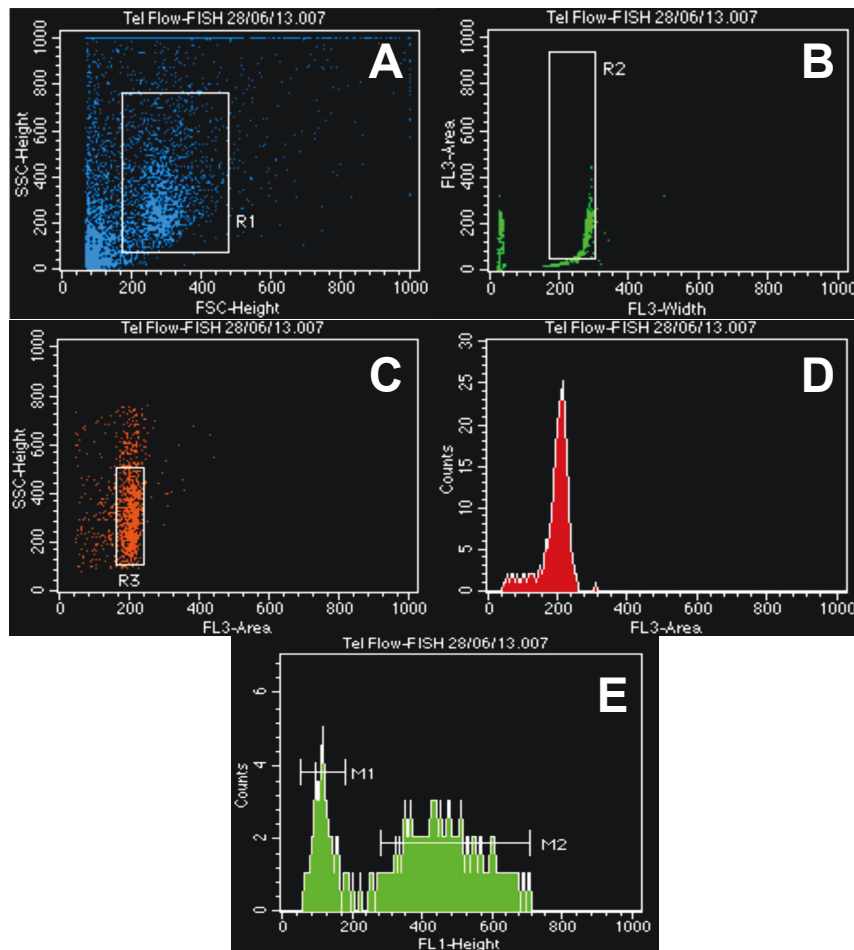 Tel Flow-FISH 28/06/13.007
A
SSC-Height
1000
800
600
400
200
0
R1
0 200 400 600 800 1000
FSC-Height
Tel Flow-FISH 28/06/13.007
B
FL3-Area
1000
800
600
400
200
0
R2
0 200 400 600 800 1000
FL3-Width
Tel Flow-FISH 28/06/13.007
C
SSC-Height
1000
800
600
400
200
0
R3
0 200 400 600 800 1000
FL3-Area
Tel Flow-FISH 28/06/13.007
D
Counts
30
25
20
15
10
5
0
0 200 400 600 800 1000
FL3-Area
Tel Flow-FISH 28/06/13.007
E
Counts
6
4
2
0
M1
M2
0 200 400 600 800 1000
FL1-Height